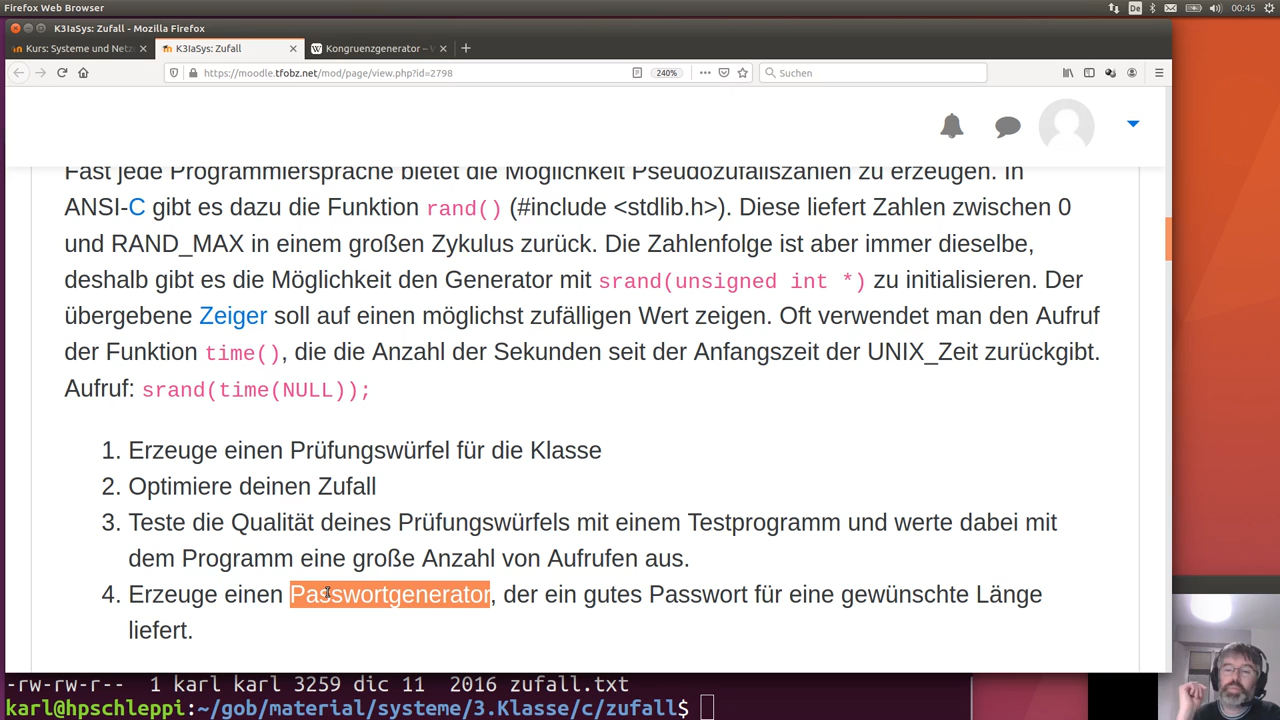 Firefox Web Browser
De
00:45
K3IaSys: Zufall - Mozilla Firefox
Kurs: Systeme und Netz
K3IaSys: Zufall
Kongruenzgenerator – W
https://moodle.tfobz.net/mod/page/view.php?id=2798
240%
Suchen
Fast jede Programmiersprache bietet die Möglichkeit Pseudozufallszahlen zu erzeugen. In
ANSI-C gibt es dazu die Funktion rand() (#include <stdlib.h>). Diese liefert Zahlen zwischen 0
und RAND_MAX in einem großen Zykulus zurück. Die Zahlenfolge ist aber immer dieselbe,
deshalb gibt es die Möglichkeit den Generator mit srand(unsigned int *) zu initialisieren. Der
übergebene Zeiger soll auf einen möglichst zufälligen Wert zeigen. Oft verwendet man den Aufruf
der Funktion time(), die die Anzahl der Sekunden seit der Anfangszeit der UNIX_Zeit zurückgibt.
Aufruf: srand(time(NULL));
1. Erzeuge einen Prüfungswürfel für die Klasse
2. Optimiere deinen Zufall
3. Teste die Qualität deines Prüfungswürfels mit einem Testprogramm und werte dabei mit
dem Programm eine große Anzahl von Aufrufen aus.
4. Erzeuge einen Passwortgenerator, der ein gutes Passwort für eine gewünschte Länge
liefert.
-rw-rw-r-- 1 karl karl 3259 dic 11 2016 zufall.txt
karl@hpschleppi:~/gob/material/systeme/3.Klasse/c/zufall$